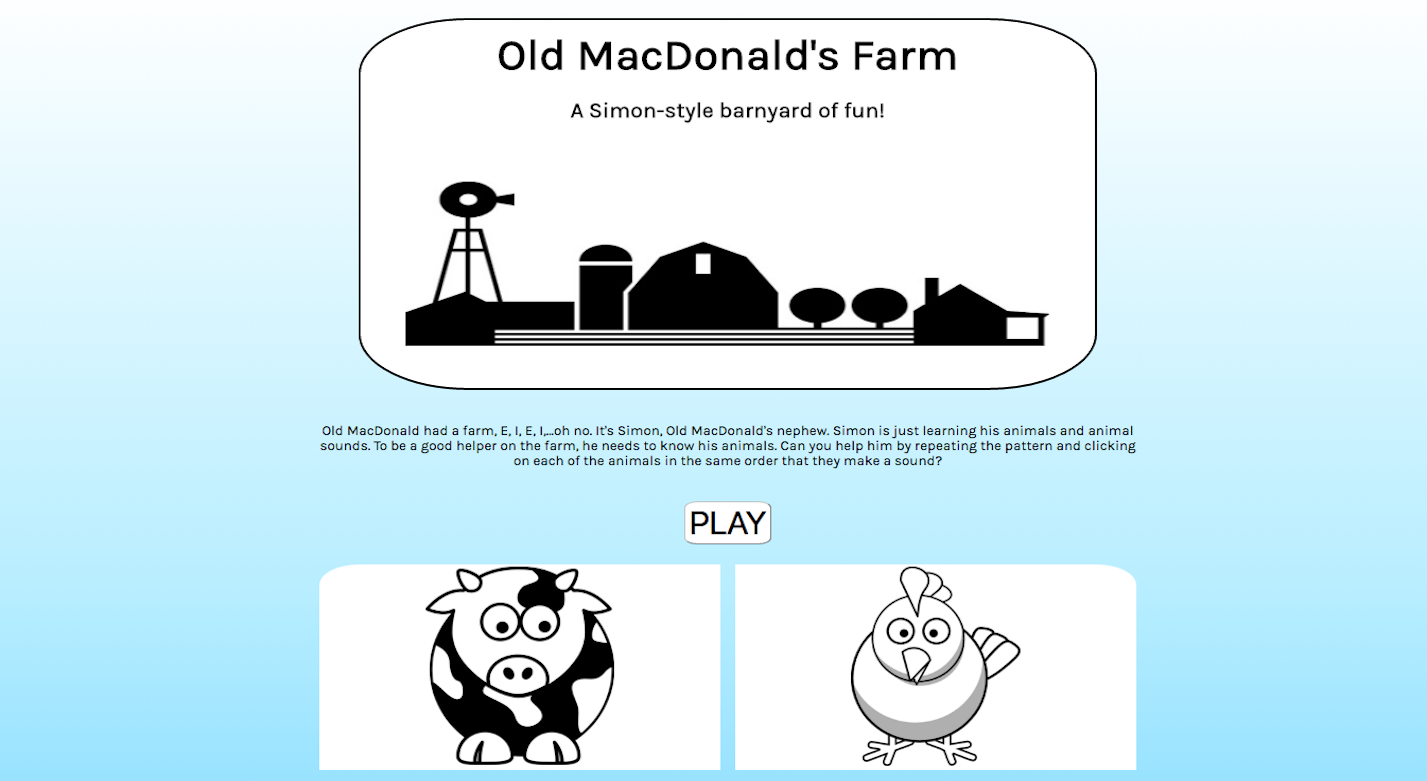 Old MacDonald's Farm
A Simon-style barnyard of fun!
Old MacDonald had a farm, E, I, E, I,...oh no. It's Simon, Old MacDonald's nephew. Simon is just learning his animals and animal
sounds. To be a good helper on the farm, he needs to know his animals. Can you help him by repeating the pattern and clicking
on each of the animals in the same order that they make a sound?
PLAY